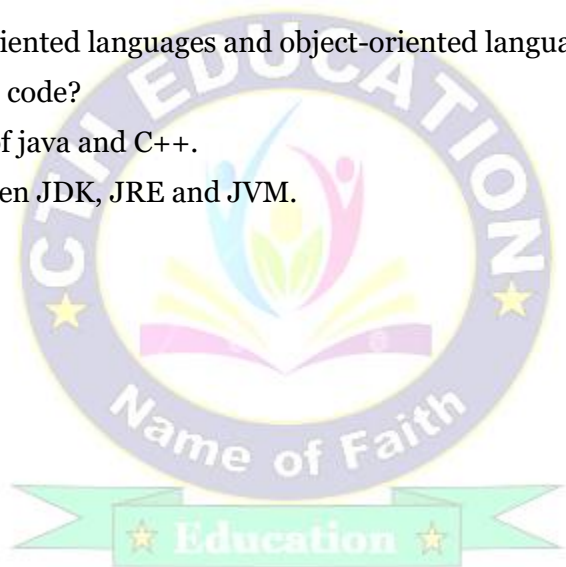 iented languages and object-oriented langua
code?
f java and C++.
en JDK, JRE and JVM.
CTH EDUCATION
Name of Faith
Education